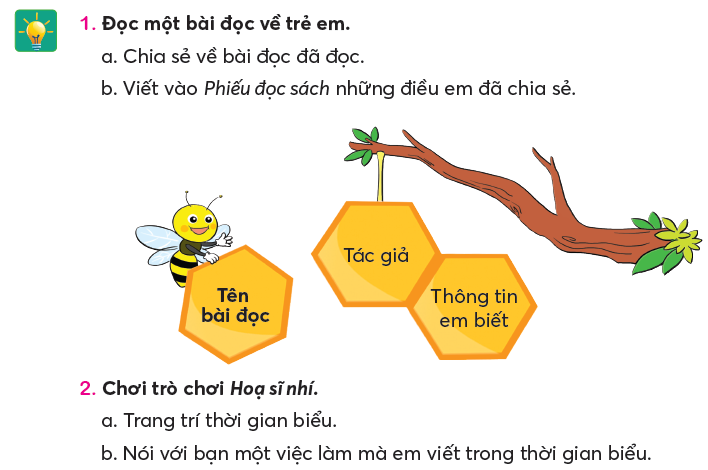 1. Đọc một bài đọc về trẻ em.
a. Chia sẻ về bài đọc đã đọc.
b. Viết vào Phiếu đọc sách những điều em đã chia sẻ.
Tên
bài đọc
Tác giả
Thông tin
em biết
2. Chơi trò chơi Hoạ sĩ nhí.
a. Trang trí thời gian biểu.
b. Nói với bạn một việc làm mà em viết trong thời gian biểu.